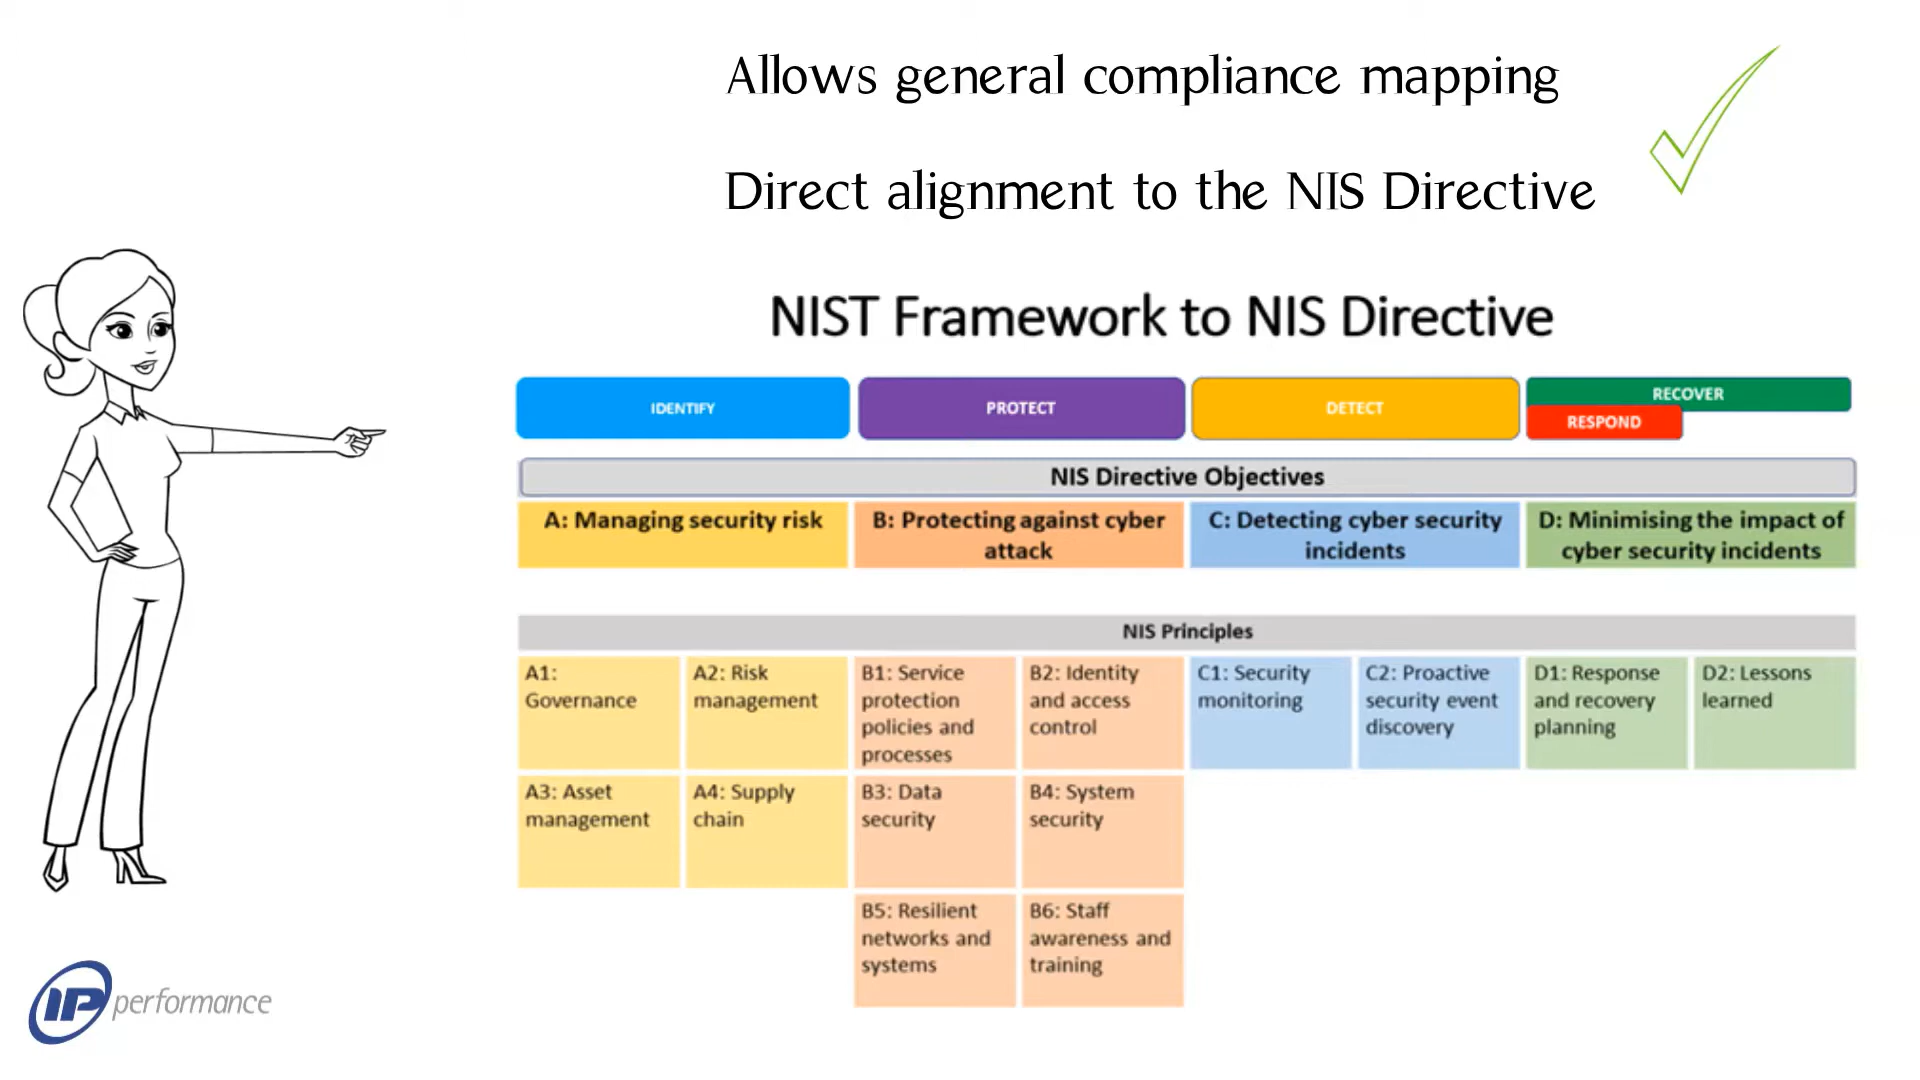 Allows general compliance mapping
Direct alignment to the NIS Directive
NIST Framework to NIS Directive
IDENTIFY
PROTECT
DETECT
RECOVER
RESPOND
NIS Directive Objectives
A: Managing security risk
B: Protecting against cyber
attack
C: Detecting cyber security
incidents
D: Minimising the impact of
cyber security incidents
NIS Principles
A1:
Governance
A2: Risk
management
B1: Service
protection
policies and
processes
B2: Identity
and access
control
C1: Security
monitoring
C2: Proactive
security event
discovery
D1: Response
and recovery
planning
D2: Lessons
learned
A3: Asset
management
A4: Supply
chain
B3: Data
security
B4: System
security
B5: Resilient
networks and
systems
B6: Staff
awareness and
training
IP performance